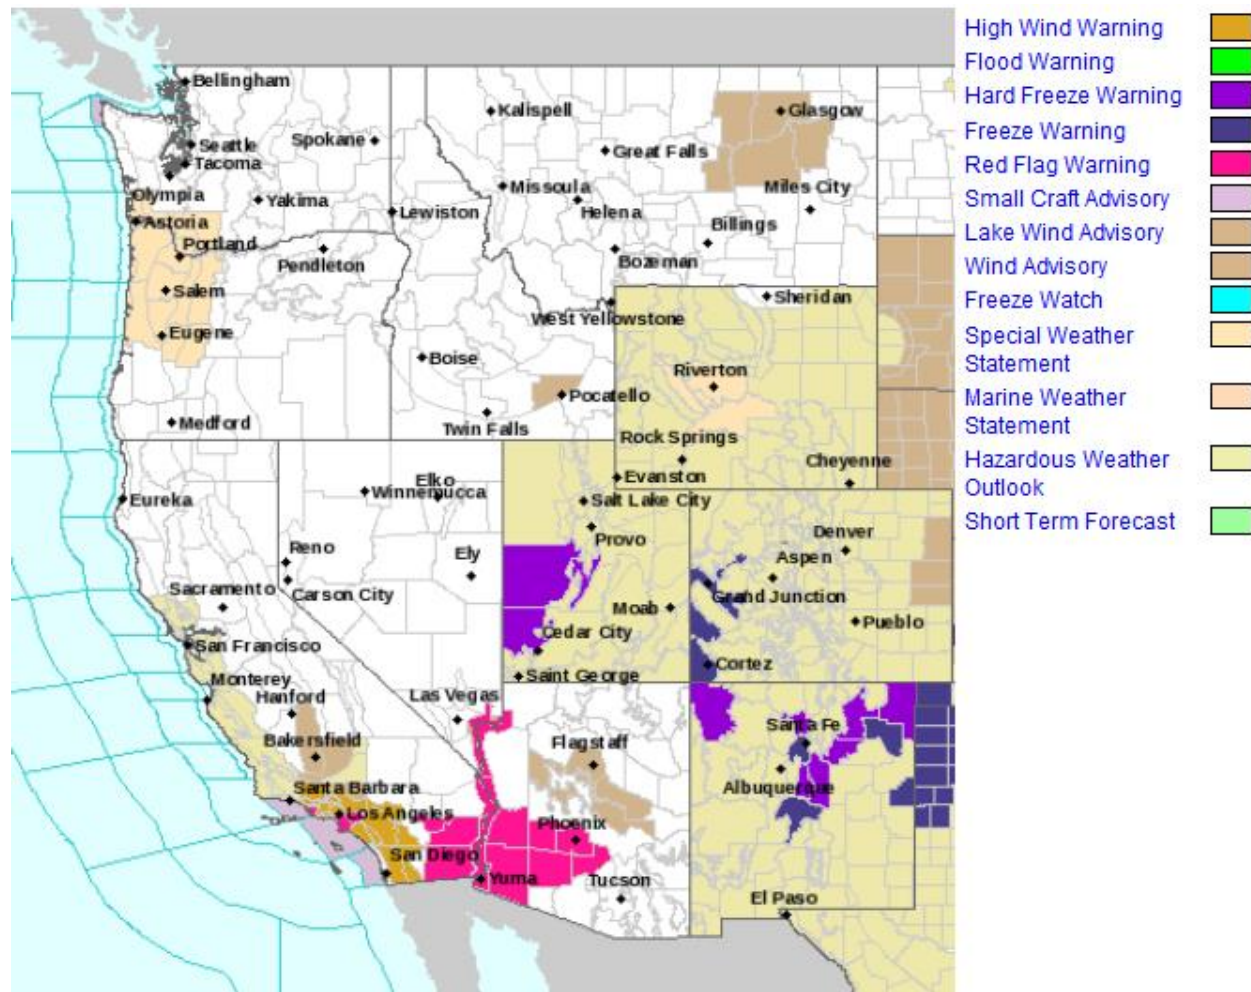 Bellingham
Seattle
Tacoma
Olympia
Spokane
Yakima
Astoria
Portland
Salem
Eugene
Medford
Pendleton
Lewiston
Kalispell
Great Falls
Glasgow
Missoula
Helena
Miles City
Billings
Bozeman
West Yellowstone
Boise
Pocatello
Twin Falls
Sheridan
Riverton
Rock Springs
Evanston
Cheyenne
Eureka
Winnemucca
Elko
Reno
Carson City
Ely
Sacramento
San Francisco
Monterey
Hanford
Bakersfield
Las Vegas
Santa Barbara
Los Angeles
San Diego
Salt Lake City
Provo
Moab
Cedar City
Saint George
Denver
Aspen
Grand Junction
Pueblo
Cortez
Flagstaff
Phoenix
Yuma
Tucson
Santa Fe
Albuquerque
El Paso
High Wind Warning
Flood Warning
Hard Freeze Warning
Freeze Warning
Red Flag Warning
Small Craft Advisory
Lake Wind Advisory
Wind Advisory
Freeze Watch
Special Weather
Statement
Marine Weather
Statement
Hazardous Weather
Outlook
Short Term Forecast